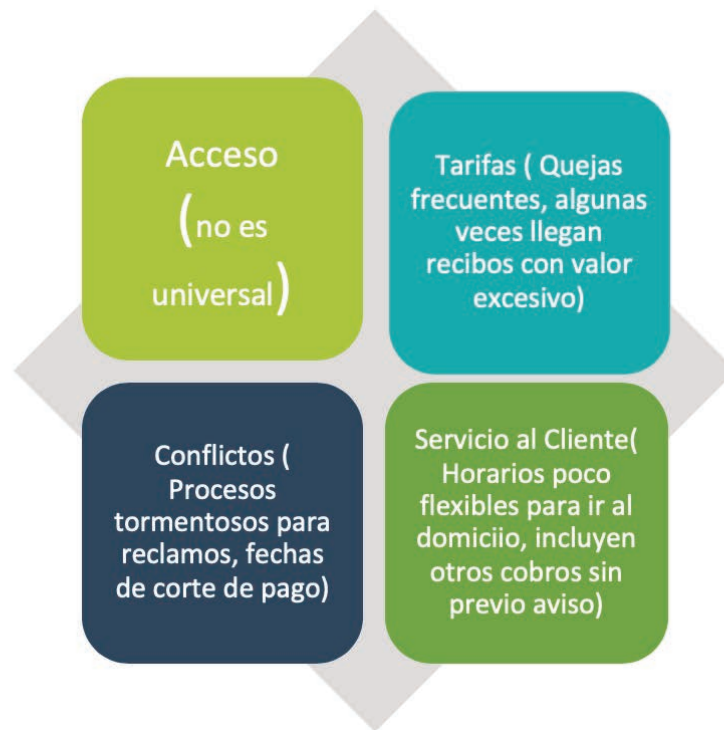 Acceso
(no es
universal)
Tarifas ( Quejas
frecuentes, algunas
veces llegan
recibos con valor
excesivo)
Conflictos (
Procesos
tormentosos para
reclamos, fechas
de corte de pago)
Servicio al Cliente(
Horarios poco
flexibles para ir al
domiciio, incluyen
otros cobros sin
previo aviso)